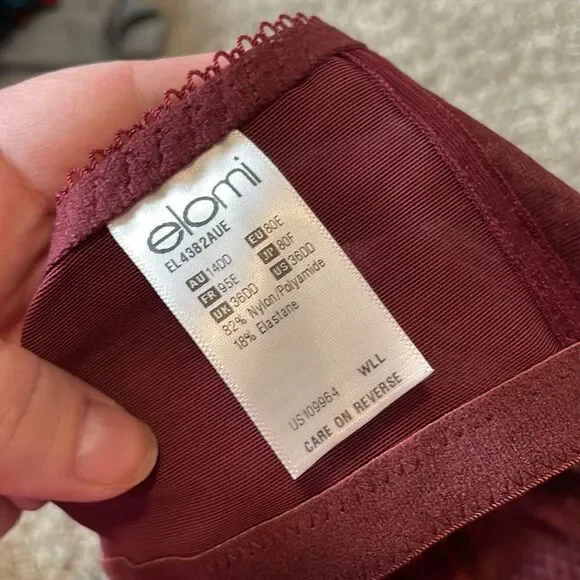 elomi
EL4382AUE
AU 14DD EU 80E
FR 95E JP 80F
UK 36DD US 36DD
82% Nylon/Polyamide
18% Elastane
US109964 WLL
CARE ON REVERSE